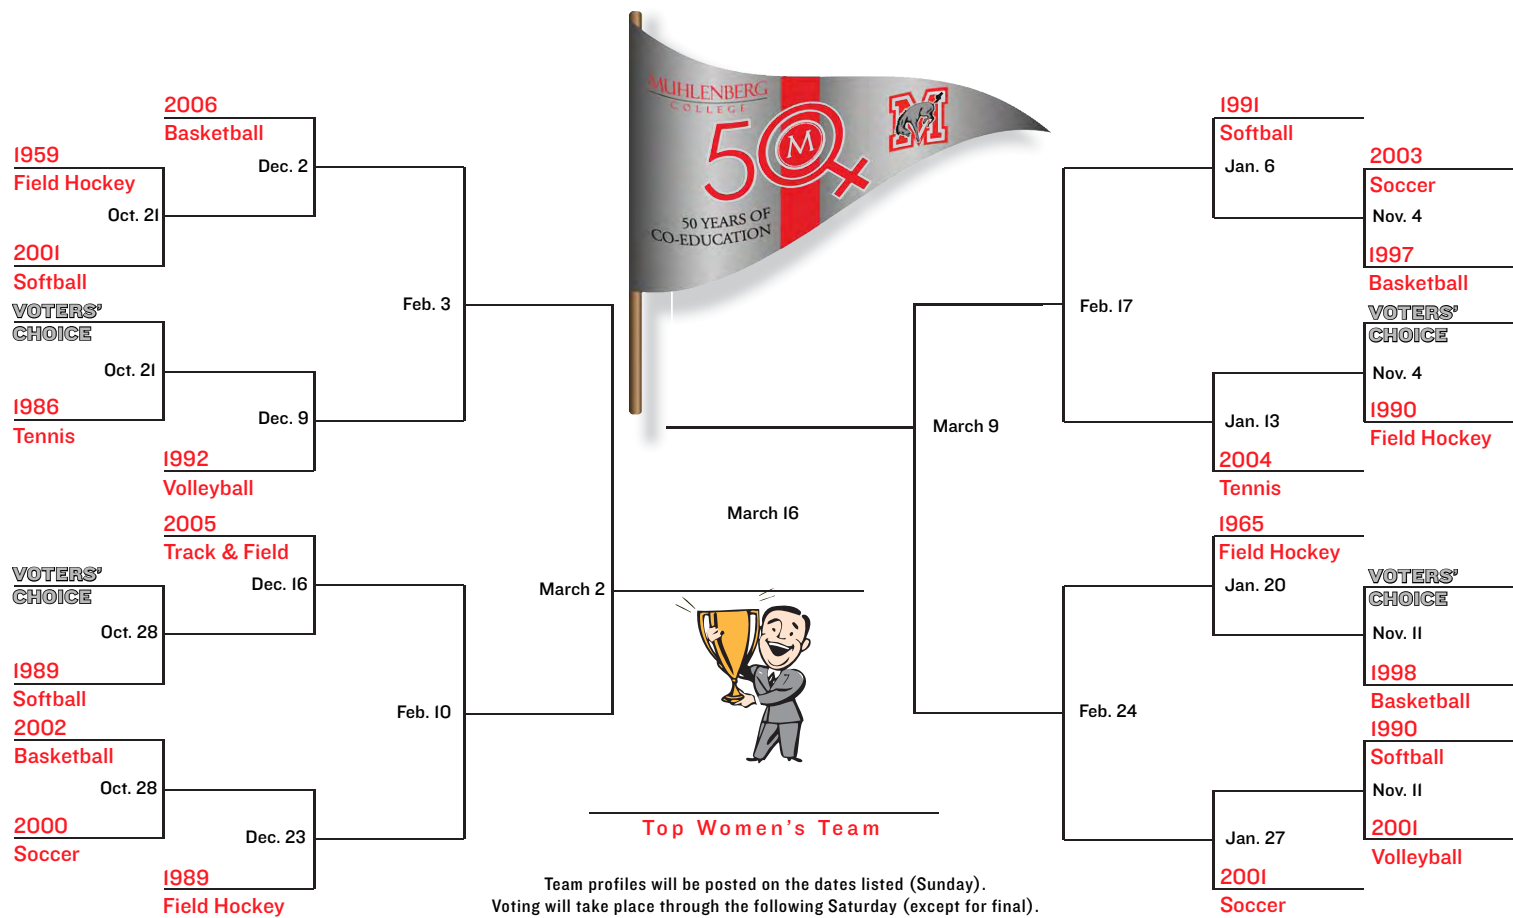 MUHLENBERG
COLLEGE
50
M
M
50 YEARS OF
CO-EDUCATION
2006
Basketball
1959
Field Hockey
Dec. 2
Oct. 21
2001
Softball
Feb. 3
VOTERS'
CHOICE
Oct. 21
1986
Tennis
Dec. 9
1992
Volleyball
2005
Track & Field
VOTERS'
CHOICE
Dec. 16
Oct. 28
1989
Softball
Feb. 10
2002
Basketball
Oct. 28
2000
Soccer
Dec. 23
1989
Field Hockey
March 2
March 16
March 9
1991
Softball
Jan. 6
2003
Soccer
Nov. 4
1997
Basketball
Feb. 17
VOTERS'
CHOICE
Nov. 4
1990
Field Hockey
Jan. 13
2004
Tennis
1965
Field Hockey
Jan. 20
VOTERS'
CHOICE
Nov. 11
1998
Basketball
Feb. 24
1990
Softball
Nov. 11
2001
Volleyball
Jan. 27
2001
Soccer
Top Women's Team
Team profiles will be posted on the dates listed (Sunday).
Voting will take place through the following Saturday (except for final).